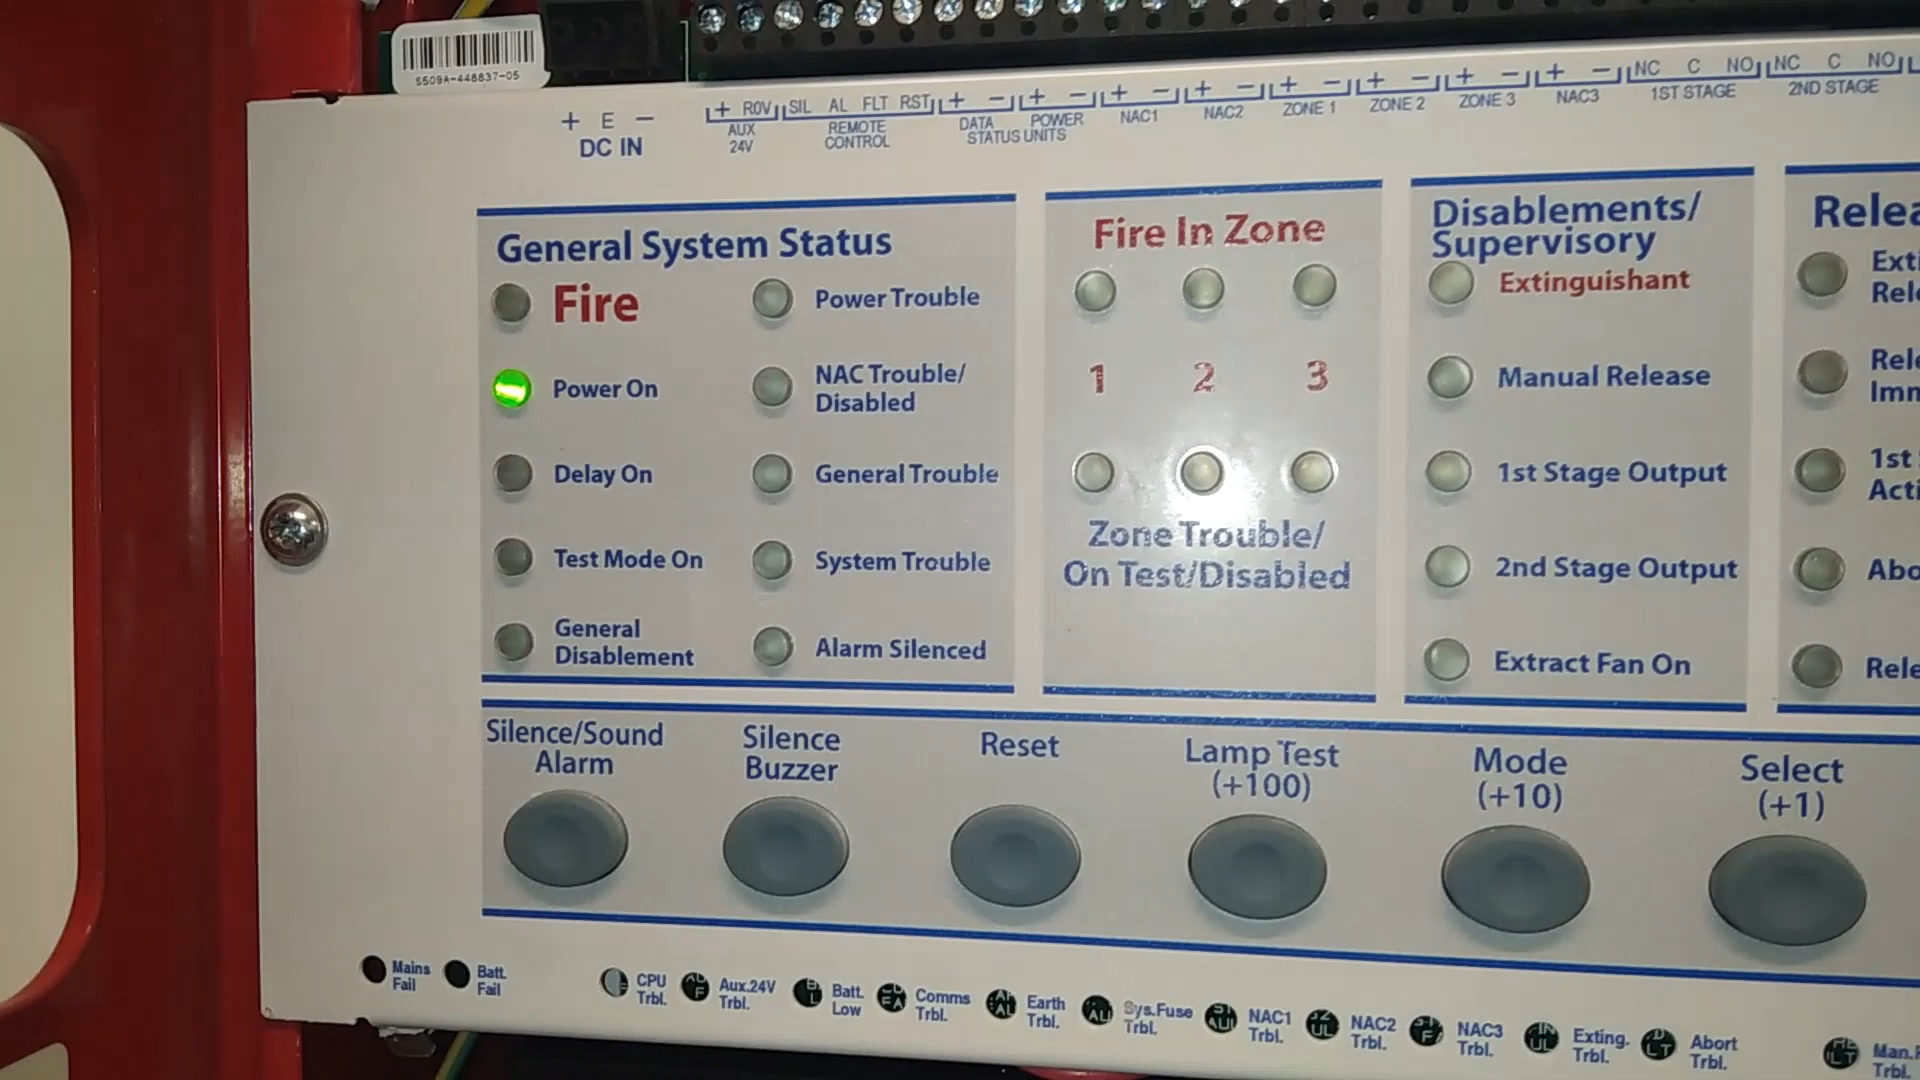 S509A-448837-05
+ E −
DC IN
+ R0V
AUX
24V
SIL AL FLT RST
REMOTE
CONTROL
+ − + −
DATA POWER
STATUS UNITS
+ −
NAC1
+ −
NAC2
+ −
ZONE 1
+ −
ZONE 2
+ −
ZONE 3
+ −
NAC3
NC C NO
1ST STAGE
NC C NO
2ND STAGE
General System Status
Fire
Power On
Delay On
Test Mode On
General
Disablement
Power Trouble
NAC Trouble/
Disabled
General Trouble
System Trouble
Alarm Silenced
Fire In Zone
1 2 3
Zone Trouble/
On Test/Disabled
Disablements/
Supervisory
Extinguishant
Manual Release
1st Stage Output
2nd Stage Output
Extract Fan On
1st
Silence/Sound
Alarm
Silence
Buzzer
Reset
Lamp Test
(+100)
Mode
(+10)
Select
(+1)
Mains
Fail
Batt.
Fail
CPU
Trbl.
Aux.24V
Trbl.
Batt.
Low
Comms
Trbl.
Earth
Trbl.
Sys.Fuse
Trbl.
NAC1
Trbl.
NAC2
Trbl.
NAC3
Trbl.
Exting.
Trbl.
Abort
Trbl.
Trbl.